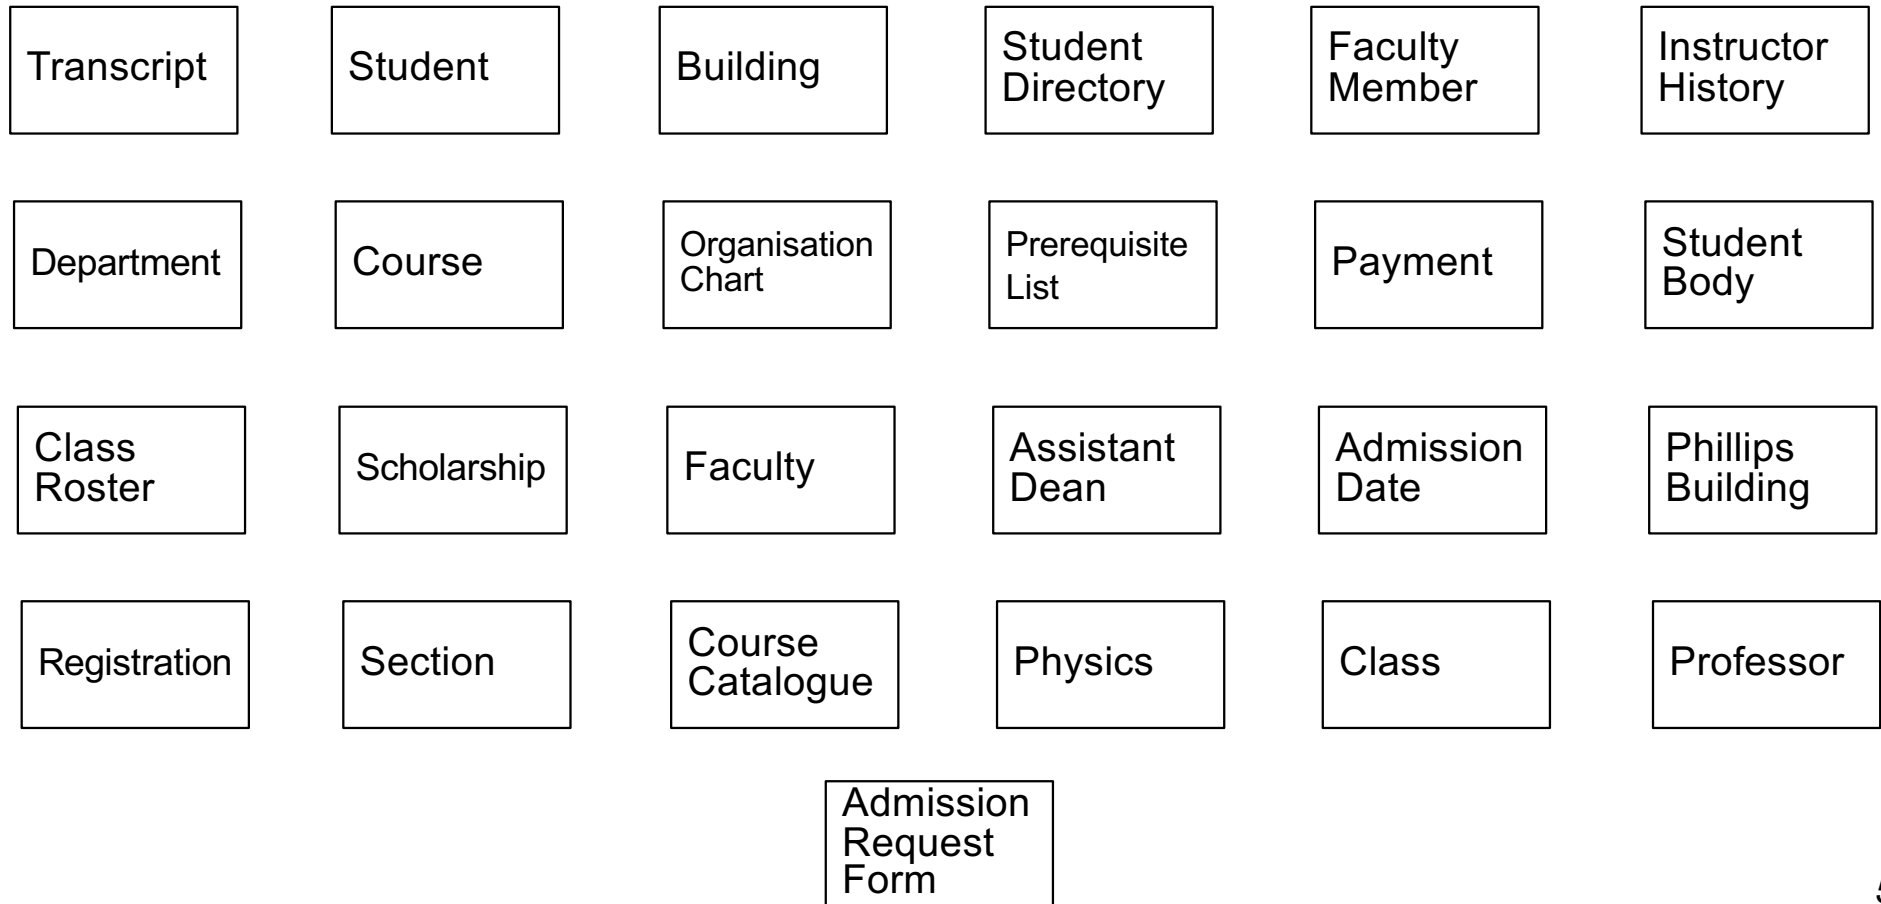 Transcript
Student
Building
Student
Directory
Faculty
Member
Instructor
History
Department
Course
Organisation
Chart
Prerequisite
List
Payment
Student
Body
Class
Roster
Scholarship
Faculty
Assistant
Dean
Admission
Date
Phillips
Building
Registration
Section
Course
Catalogue
Physics
Class
Professor
Admission
Request
Form